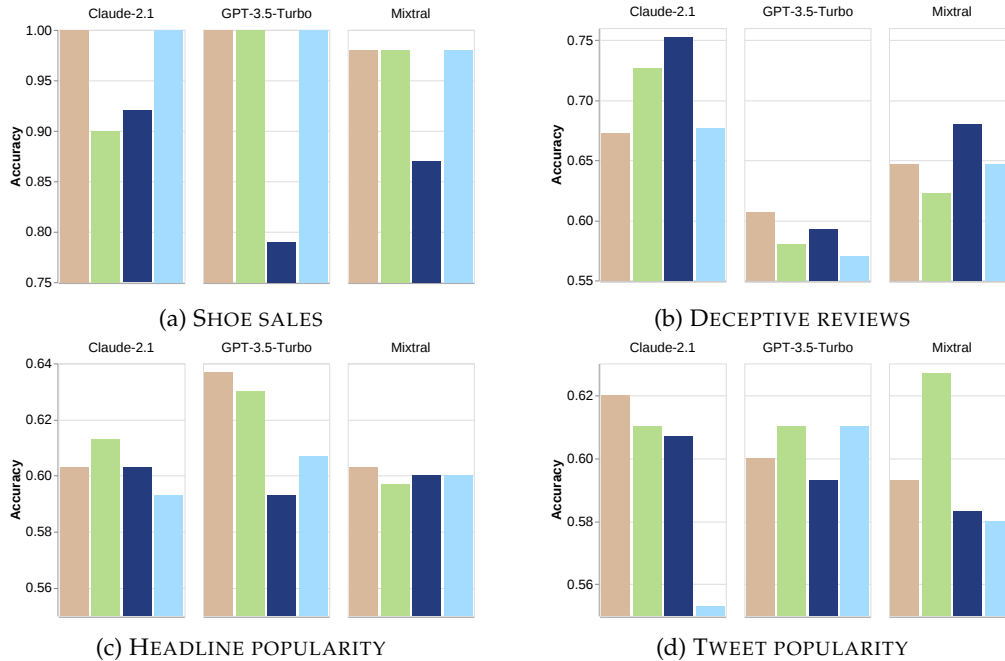 Claude-2.1 GPT-3.5-Turbo Mixtral
1.00
0.95
0.90
0.85
0.80
0.75
Accuracy
(a) SHOE SALES
Claude-2.1 GPT-3.5-Turbo Mixtral
0.75
0.70
0.65
0.60
0.55
Accuracy
(b) DECEPTIVE REVIEWS
Claude-2.1 GPT-3.5-Turbo Mixtral
0.64
0.62
0.60
0.58
0.56
Accuracy
(c) HEADLINE POPULARITY
Claude-2.1 GPT-3.5-Turbo Mixtral
0.62
0.60
0.58
0.56
Accuracy
(d) TWEET POPULARITY